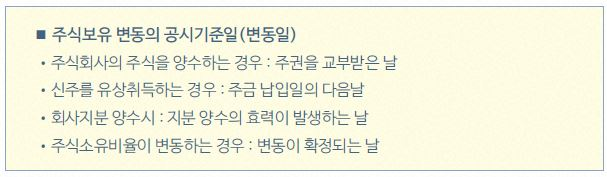 ■ 주식보유 변동의 공시기준일(변동일)
• 주식회사의 주식을 양수하는 경우 : 주권을 교부받은 날
• 신주를 유상취득하는 경우 : 주금 납입일의 다음날
• 회사지분 양수시 : 지분 양수의 효력이 발생하는 날
• 주식소유비율이 변동하는 경우 : 변동이 확정되는 날